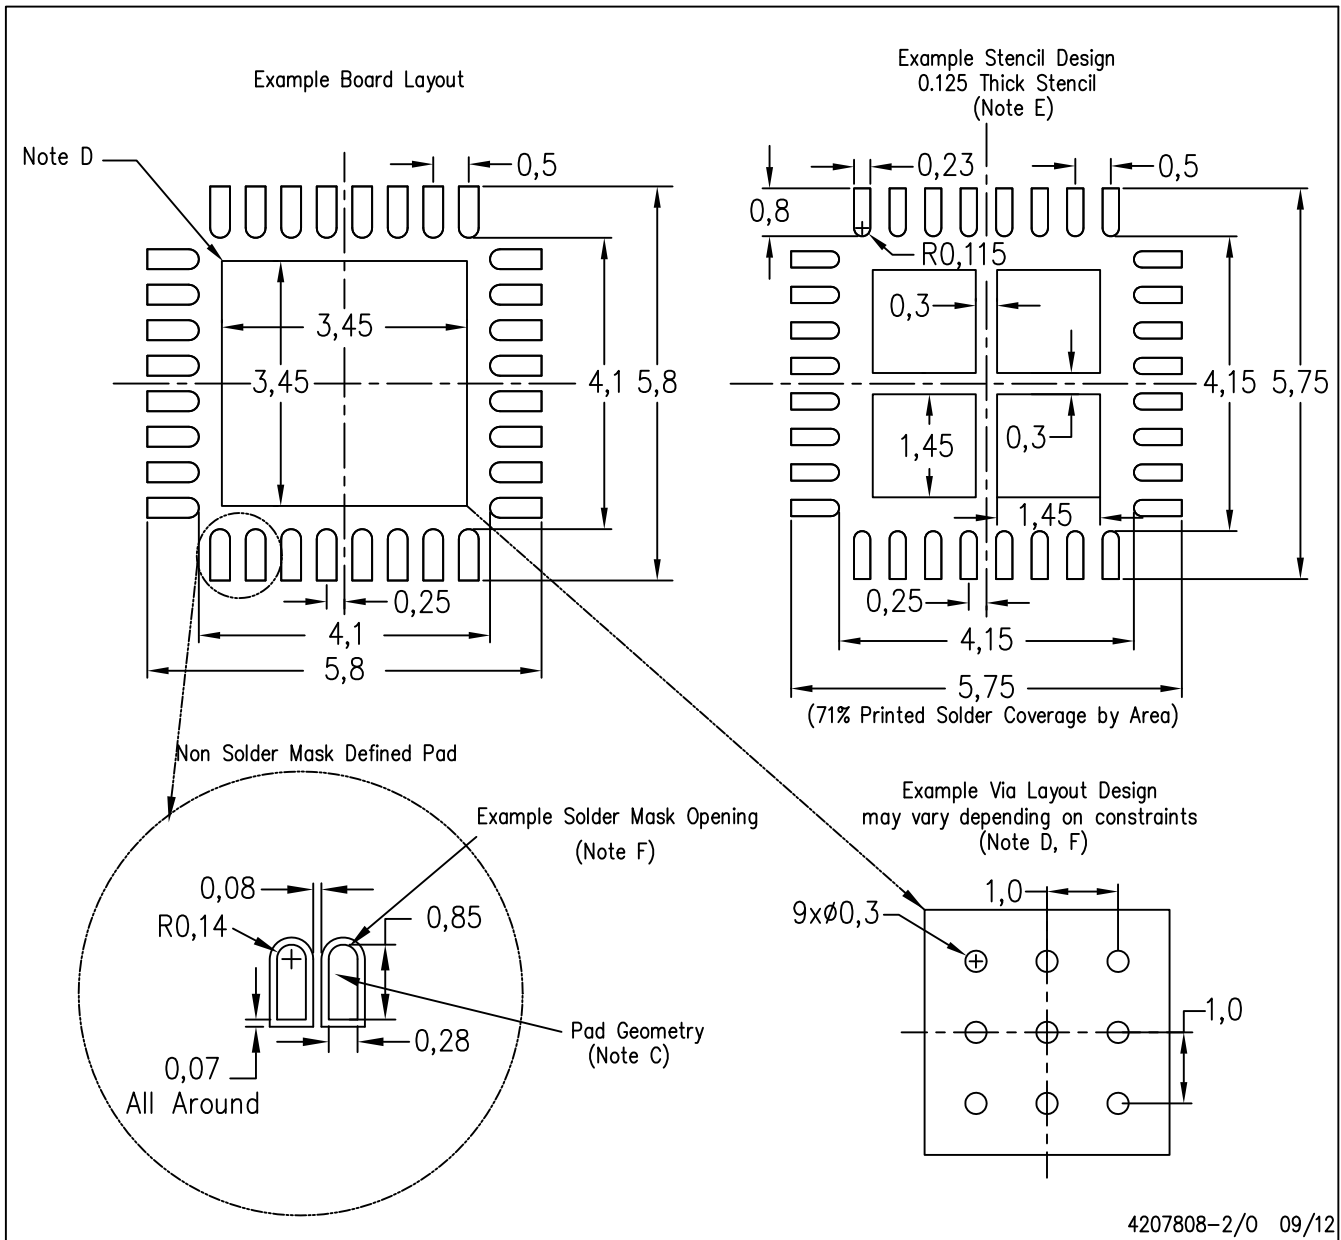 Example Board Layout
Note D
0,5
3,45
3,45
4,1
5,8
0,25
4,1
5,8
Example Stencil Design
0.125 Thick Stencil
(Note E)
0,23
0,5
0,8
R0,115
0,3
4,15
5,75
1,45
0,3
1,45
0,25
4,15
5,75
(71% Printed Solder Coverage by Area)
Non Solder Mask Defined Pad
Example Solder Mask Opening
(Note F)
0,08
R0,14
0,85
Pad Geometry
(Note C)
0,28
0,07
All Around
Example Via Layout Design
may vary depending on constraints
(Note D, F)
1,0
9xø0,3
1,0
4207808-2/O 09/12